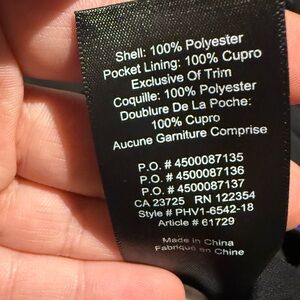 Shell: 100% Polyester
Pocket Lining: 100% Cupro
Exclusive Of Trim
Coquille: 100% Polyester
Doublure De La Poche:
100% Cupro
Aucune Garniture Comprise
P.O. # 4500087135
P.O. # 4500087136
P.O. # 4500087137
CA 23725 RN 122354
Style # PHV1-6542-18
Article # 61729
Made in China
Fabriqué en Chine